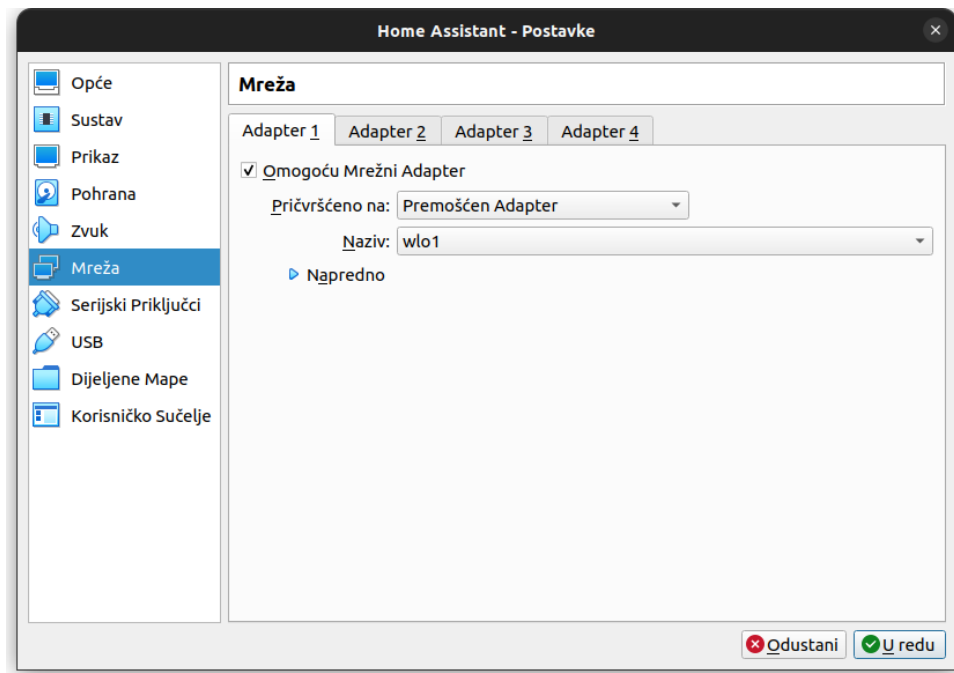 Home Assistant - Postavke
Opće
Sustav
Prikaz
Pohrana
Zvuk
Mreža
Serijski Priključci
USB
Dijeljene Mape
Korisničko Sučelje
Mreža
Adapter 1
Adapter 2
Adapter 3
Adapter 4
Omogoću Mrežni Adapter
Pričvršćeno na: Premošćen Adapter
Naziv: wlo1
Napredno
Odustani
U redu